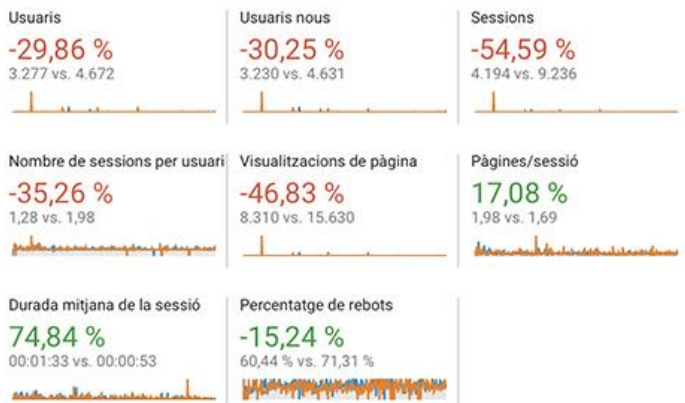 Usuaris
-29,86 %
3.277 vs. 4.672
Usuaris nous
-30,25 %
3.230 vs. 4.631
Sessions
-54,59 %
4.194 vs. 9.236
Nombre de sessions per usuari
-35,26 %
1,28 vs. 1,98
Visualitzacions de pàgina
-46,83 %
8.310 vs. 15.630
Pàgines/sessió
17,08 %
1,98 vs. 1,69
Durada mitjana de la sessió
74,84 %
00:01:33 vs. 00:00:53
Percentatge de rebots
-15,24 %
60,44 % vs. 71,31 %